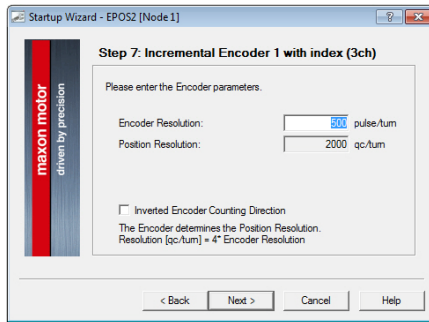 Startup Wizard - EPOS2 [Node1]
Step 7: Incremental Encoder 1 with index (3ch)
maxon motor
driven by precision
Please enter the Encoder parameters.
Encoder Resolution: 500 pulse/turn
Position Resolution: 2000 qc/turn
Inverted Encoder Counting Direction
The Encoder determines the Position Resolution.
Resolution [qc/turn] = 4* Encoder Resolution
< Back Next > Cancel Help